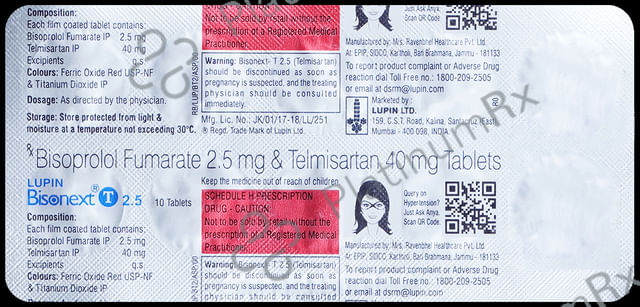 Composition:
Each film coated tablet contains:
Bisoprolol Fumarate IP 2.5 mg
Telmisartan IP 40 mg
Excipients q.s.
Colours: Ferric Oxide Red USP-NF
& Titanium Dioxide IP
Dosage: As directed by the physician.
Storage: Store protected from light &
moisture at a temperature not exceeding 30°C.
Not to be sold by retail without the
prescription of a Registered Medical
Practitioner.
Warning: Bisonext- T 2.5 (Telmisartan)
should be discontinued as soon as
pregnancy is suspected, and the treating
physician should be consulted
immediately.
Mfg. Lic. No.: JK/01/17-18/LL/251
® Regd. Trade Mark of Lupin Ltd.
Just Ask Anya.
Scan QR Code.
Manufactured by: M/s. Ravenbhel Healthcare Pvt. Ltd.
At: EPIP, SIDCO, Kartholi, Bari Brahmana, Jammu - 181133
To report product complaint or Adverse Drug
reaction dial Toll Free no.: 1800-209-2505
or email at dsrm@lupin.com
Marketed by:
LUPIN LTD.
159, C.S.T. Road, Kalina, Santacruz (East),
Mumbai - 400 098, INDIA
Rx Bisoprolol Fumarate 2.5 mg & Telmisartan 40 mg Tablets
LUPIN
Bisonext® T 2.5 10 Tablets
Keep the medicine out of reach of children
Composition:
Each film coated tablet contains:
Bisoprolol Fumarate IP 2.5 mg
Telmisartan IP 40 mg
Excipients q.s.
Colours: Ferric Oxide Red USP-NF
& Titanium Dioxide IP
SCHEDULE H PRESCRIPTION
DRUG - CAUTION:
Not to be sold by retail without the
prescription of a Registered Medical
Practitioner.
Warning: Bisonext- T 2.5 (Telmisartan)
should be discontinued as soon as
pregnancy is suspected, and the treating
Query on
Hypertension?
Just Ask Anya.
Scan QR Code.
Manufactured by: M/s. Ravenbhel Healthcare Pvt. Ltd.
At: EPIP, SIDCO, Kartholi, Bari Brahmana, Jammu - 181133
To report product complaint or Adverse Drug
reaction dial Toll Free no.: 1800-209-2505
or email at dsrm@lupin.com
PlatinumRx